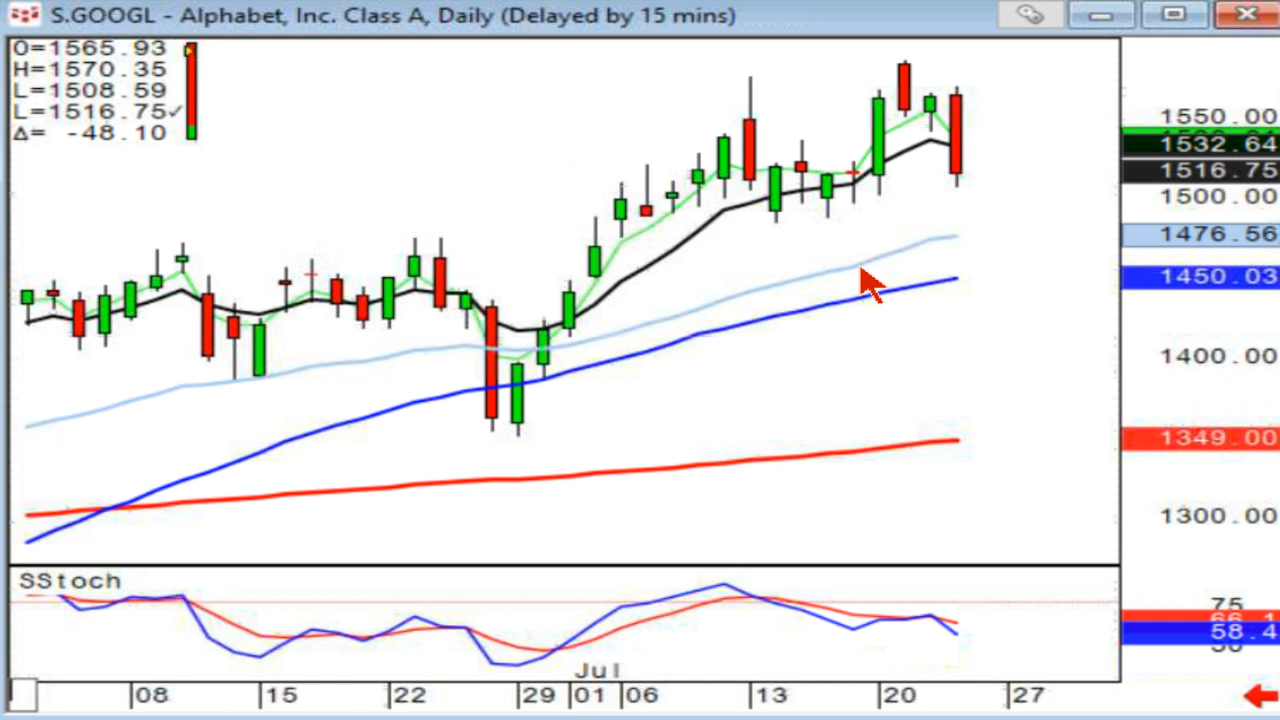 S.GOOGL - Alphabet, Inc. Class A, Daily (Delayed by 15 mins)
O=1565.93
H=1570.35
L=1508.59
L=1516.75✓
Δ= -48.10
1550.00
1532.64
1516.75
1500.00
1476.56
1450.03
1400.00
1349.00
1300.00
SStoch
75
58.4
Jul
08 15 22 29 01 06 13 20 27